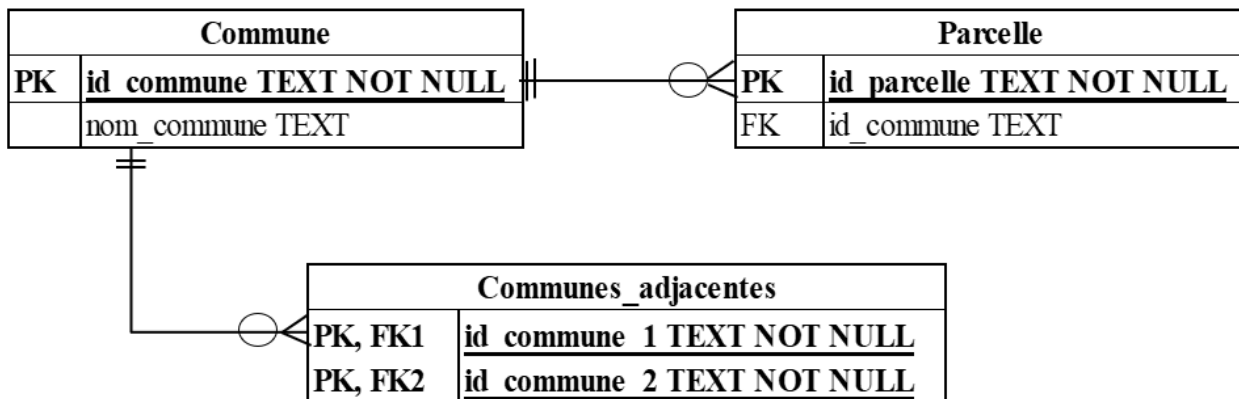 Commune
PK id_commune TEXT NOT NULL
nom_commune TEXT
Parcelle
PK id_parcelle TEXT NOT NULL
FK id_commune TEXT
Communes_adjacentes
PK, FK1 id_commune_1 TEXT NOT NULL
PK, FK2 id_commune_2 TEXT NOT NULL